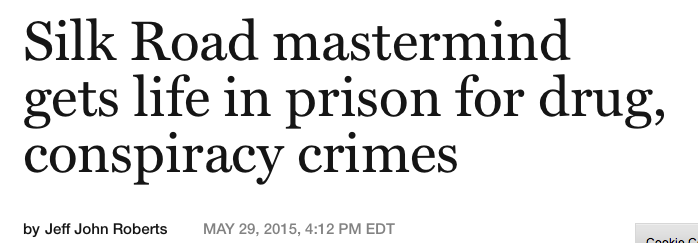 Silk Road mastermind
gets life in prison for drug,
conspiracy crimes
by Jeff John Roberts MAY 29, 2015, 4:12 PM EDT